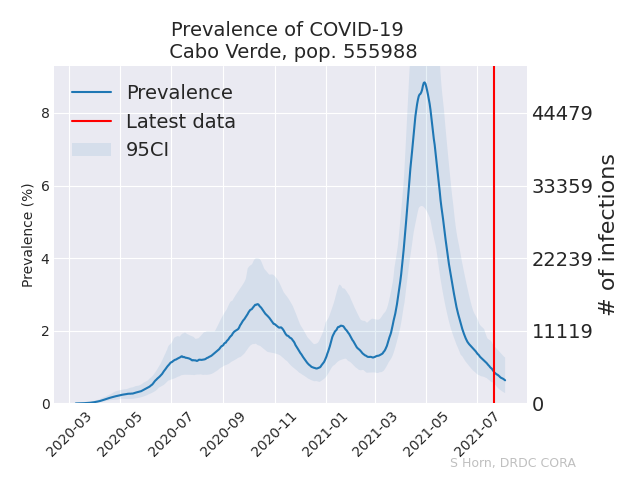 Prevalence of COVID-19
Cabo Verde, pop. 555988
Prevalence
Latest data
95CI
Prevalence (%)
8
6
4
2
0
44479
33359
22239
11119
0
# of infections
2020-03
2020-05
2020-07
2020-09
2020-11
2021-01
2021-03
2021-05
2021-07
S Horn, DRDC CORA